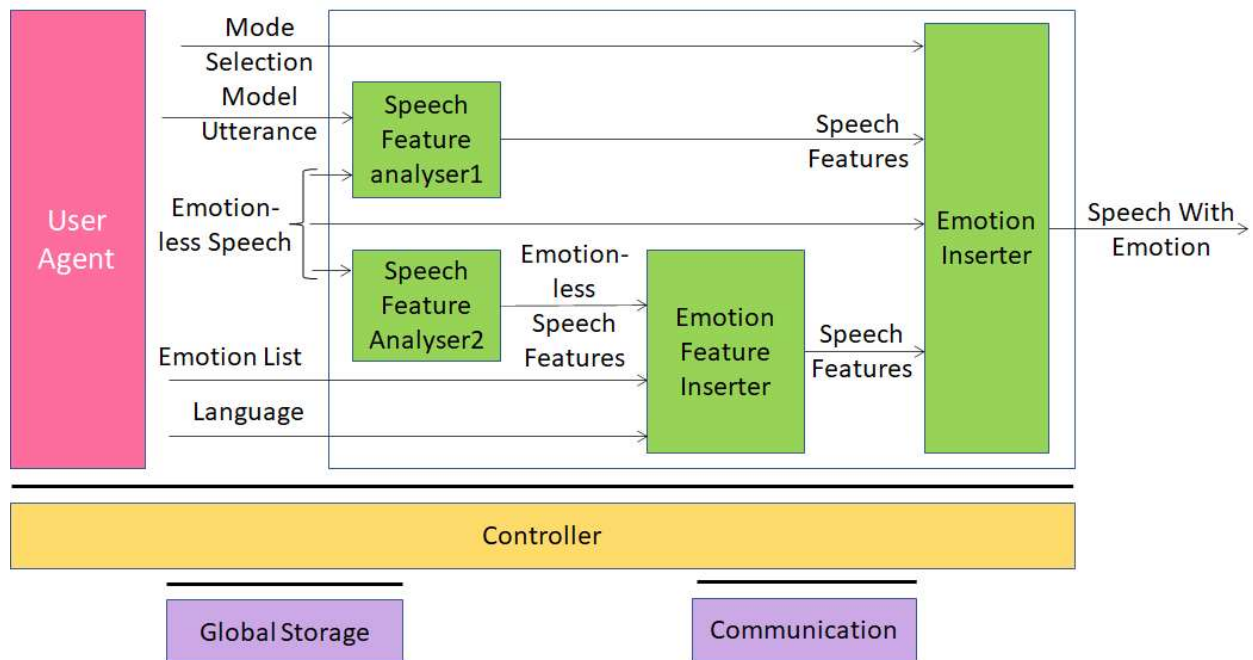 Mode
Selection
Model
Utterance
Speech
Feature
analyser1
Speech
Features
User
Agent
Emotion-
less Speech
Emotion
Inserter
Speech With
Emotion
Speech
Feature
Analyser2
Emotion-
less
Speech
Features
Emotion
Feature
Inserter
Speech
Features
Emotion List
Language
Controller
Global Storage
Communication